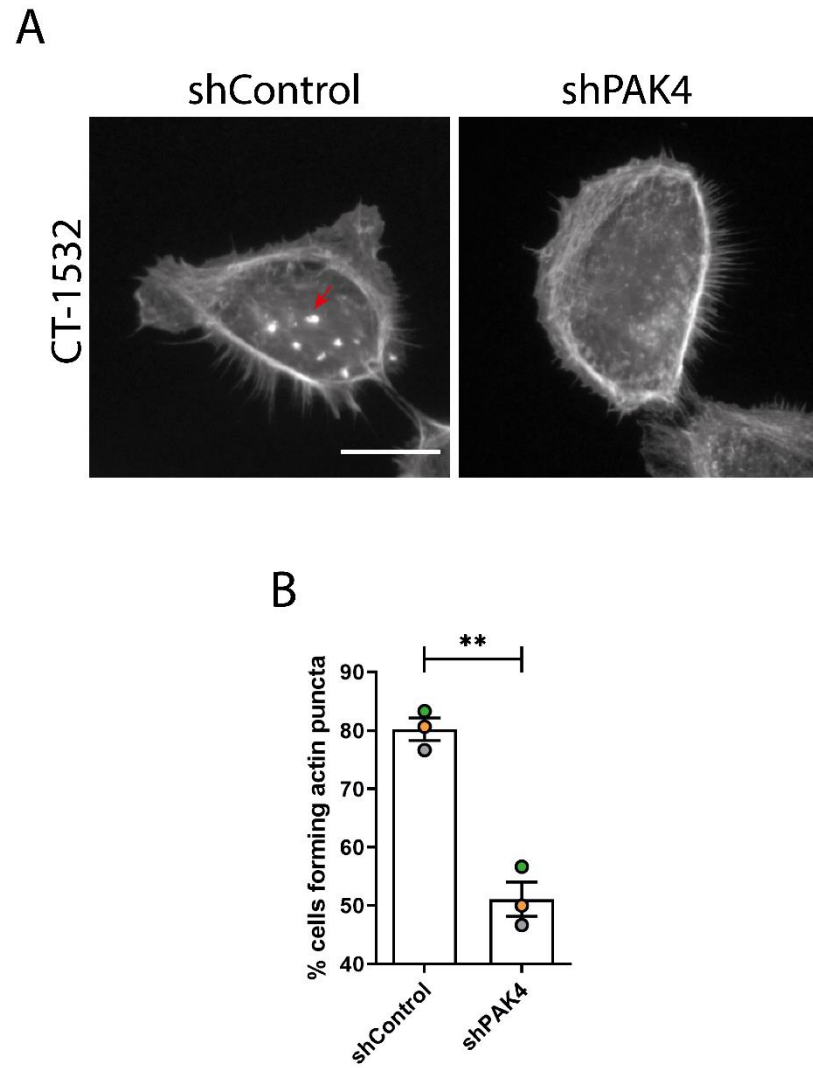 A
shControl
shPAK4
CT-1532
B
**
% cells forming actin puncta
90
80
70
60
50
40
shControl
shPAK4